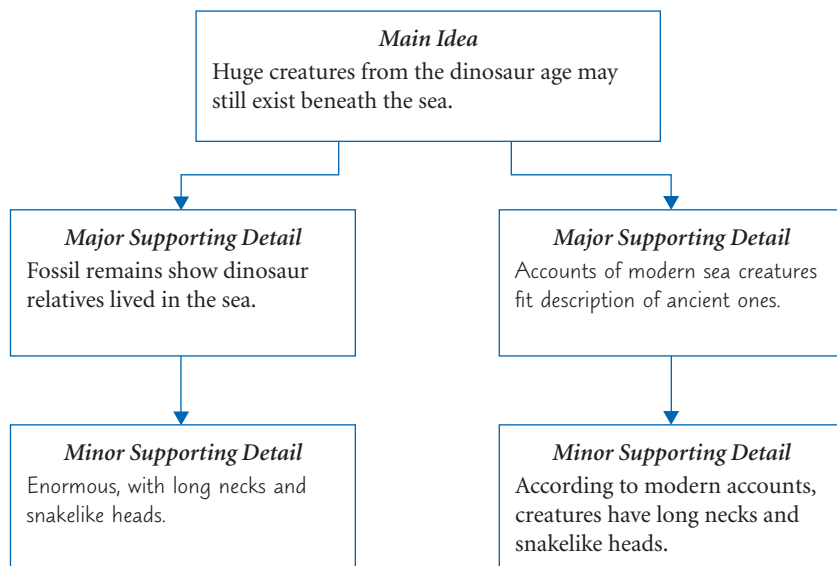 Main Idea
Huge creatures from the dinosaur age may
still exist beneath the sea.
Major Supporting Detail
Fossil remains show dinosaur
relatives lived in the sea.
Major Supporting Detail
Accounts of modern sea creatures
fit description of ancient ones.
Minor Supporting Detail
Enormous, with long necks and
snakelike heads.
Minor Supporting Detail
According to modern accounts,
creatures have long necks and
snakelike heads.